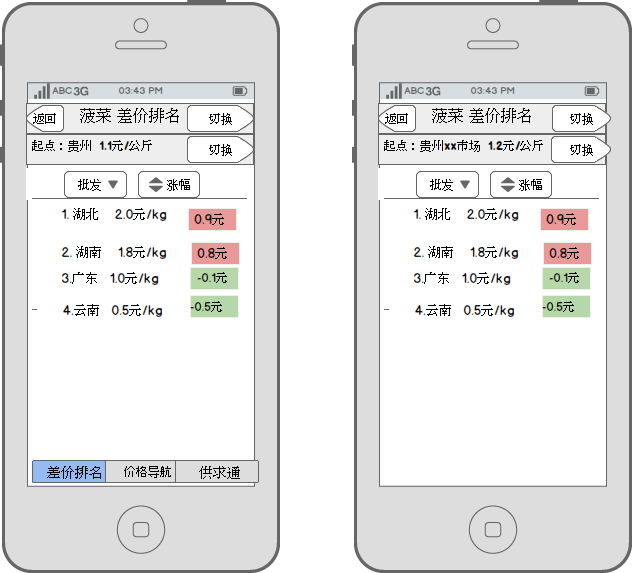 ABC 3G 03:43 PM
返回 菠菜 差价排名 切换
起点：贵州 1.1元/公斤 切换
批发 涨幅
1. 湖北 2.0元/kg 0.9元
2. 湖南 1.8元/kg 0.8元
3.广东 1.0元/kg -0.1元
4.云南 0.5元/kg -0.5元
差价排名 价格导航 供求通
ABC 3G 03:43 PM
返回 菠菜 差价排名 切换
起点：贵州xx市场 1.2元/公斤 切换
批发 涨幅
1. 湖北 2.0元/kg 0.9元
2. 湖南 1.8元/kg 0.8元
3.广东 1.0元/kg -0.1元
4.云南 0.5元/kg -0.5元